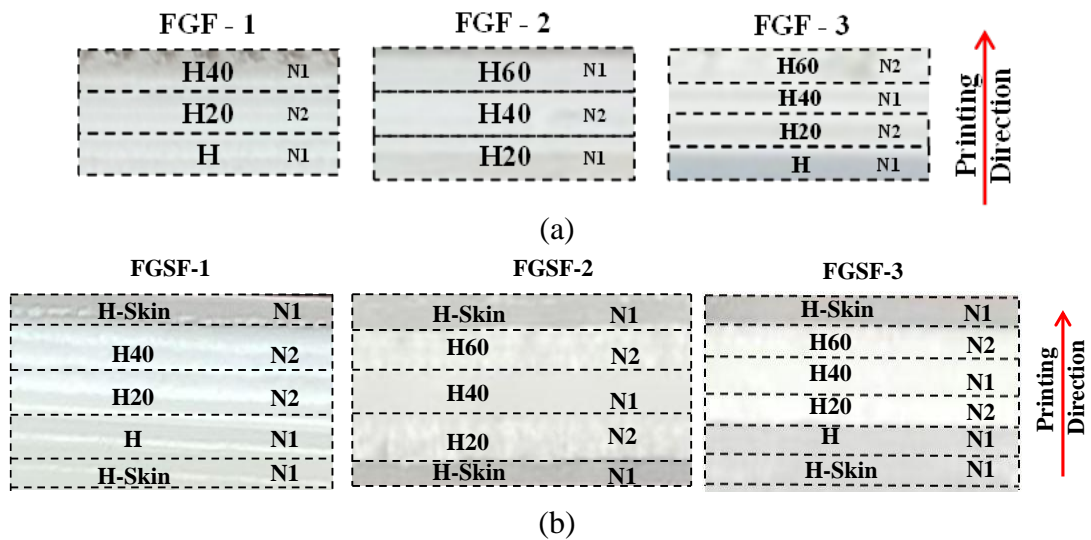 FGF - 1
FGF - 2
FGF - 3
H40 N1
H20 N2
H N1
H60 N1
H40 N2
H20 N1
H60 N2
H40 N1
H20 N2
H N1
Printing
Direction
(a)
FGSF-1
FGSF-2
FGSF-3
H-Skin N1
H40 N2
H20 N2
H N1
H-Skin N1
H-Skin N1
H60 N2
H40 N1
H20 N2
H-Skin N1
H-Skin N1
H60 N2
H40 N1
H20 N2
H N1
H-Skin N1
Printing
Direction
(b)